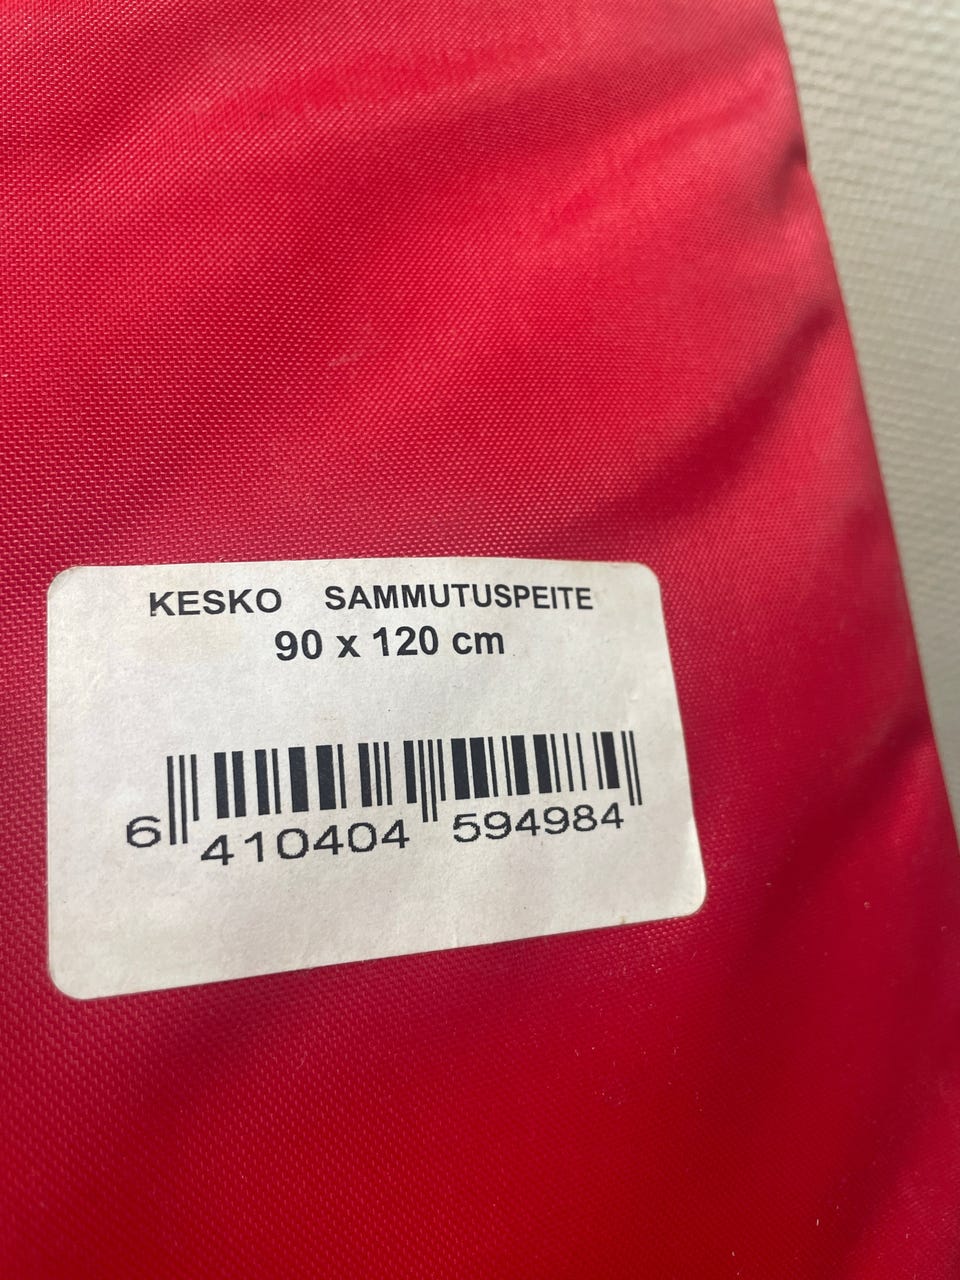 KESKO SAMMUTUSPEITE
90 x 120 cm
6 410404 594984